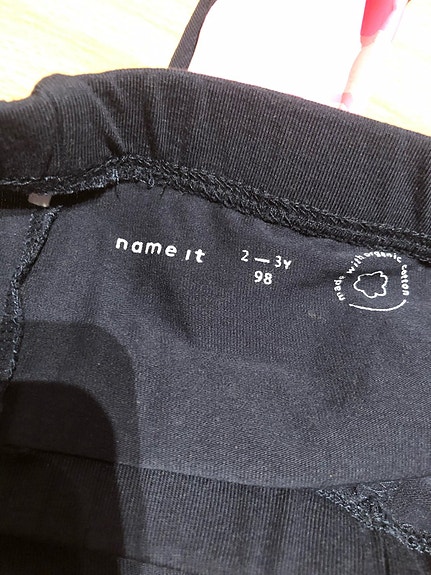 name it
2 — 3Y
98
made with organic cotton